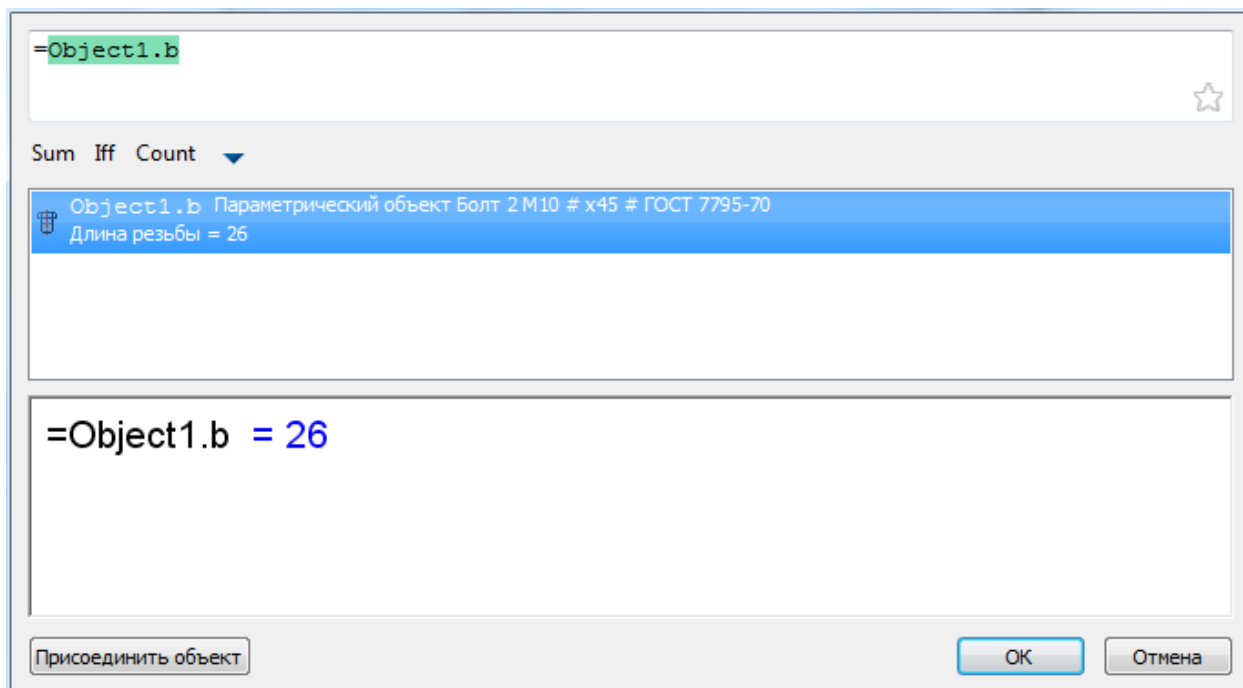 =Object1.b
Sum Iff Count
Object1.b Параметрический объект Болт 2 М10 # x45 # ГОСТ 7795-70
Длина резьбы = 26
=Object1.b = 26
Присоединить объект ОК Отмена